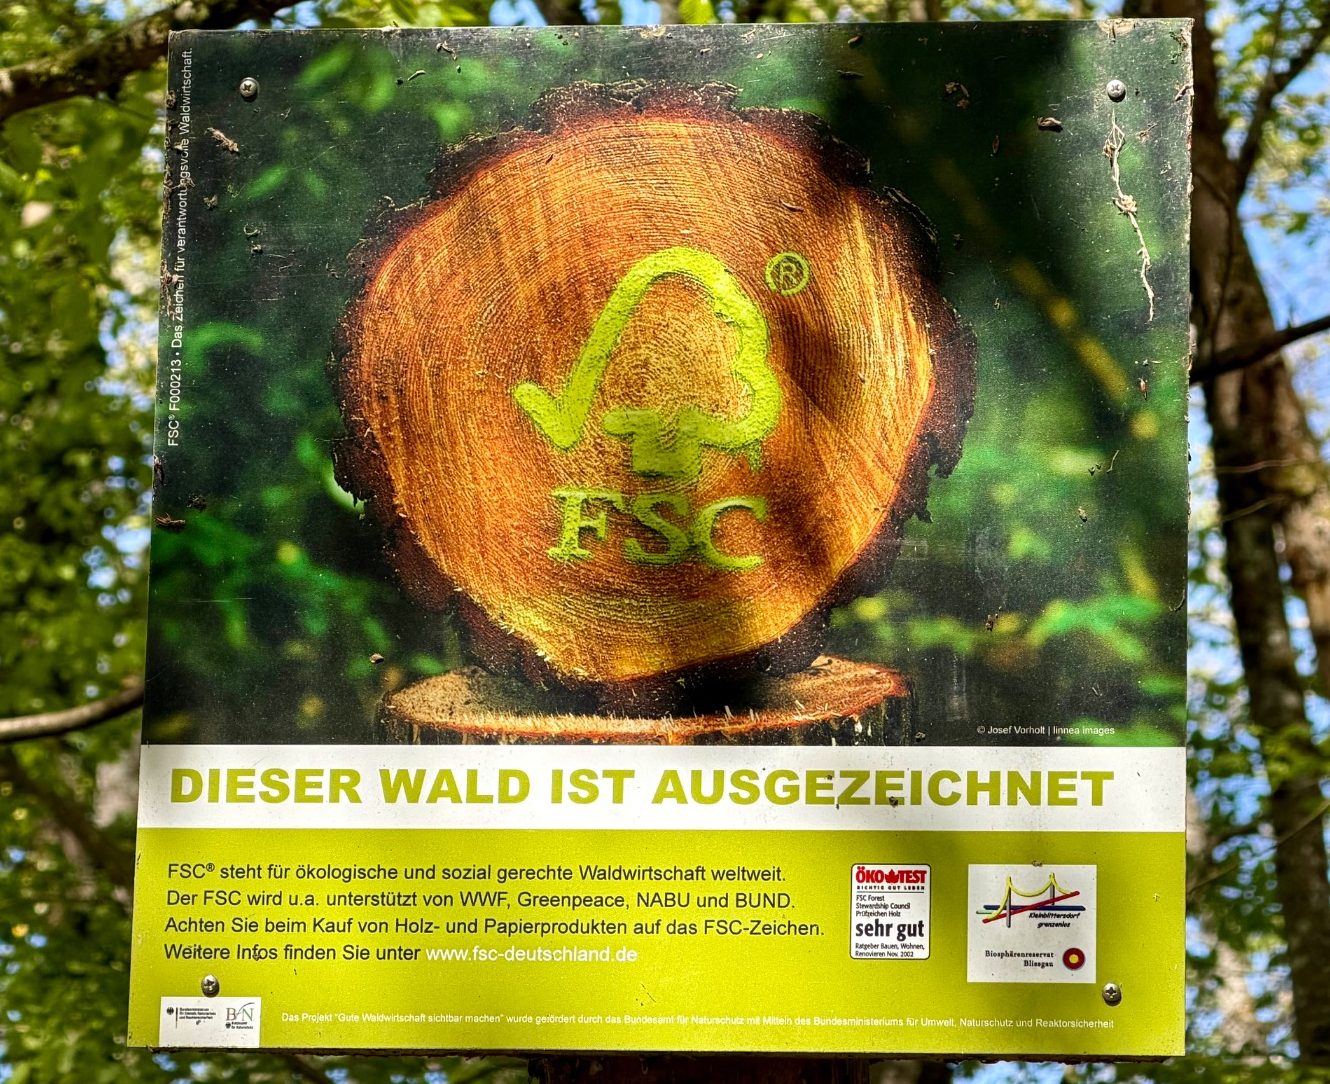 FSC® F000213 • Das Zeichen für verantwortungsvolle Waldwirtschaft.
®
FSC
© Josef Vorholt | linnea images
DIESER WALD IST AUSGEZEICHNET
FSC® steht für ökologische und sozial gerechte Waldwirtschaft weltweit.
Der FSC wird u.a. unterstützt von WWF, Greenpeace, NABU und BUND.
Achten Sie beim Kauf von Holz- und Papierprodukten auf das FSC-Zeichen.
Weitere Infos finden Sie unter www.fsc-deutschland.de
ÖKO TEST
RICHTIG GUT LEBEN
FSC Forest
Stewardship Council
Prüfzeichen Holz
sehr gut
Ratgeber Bauen, Wohnen,
Renovieren Nov. 2002
Kleinblittersdorf
grenzenlos
Biosphärenreservat
Bliesgau
BfN
Das Projekt "Gute Waldwirtschaft sichtbar machen" wurde gefördert durch das Bundesamt für Naturschutz mit Mitteln des Bundesministeriums für Umwelt, Naturschutz und Reaktorsicherheit